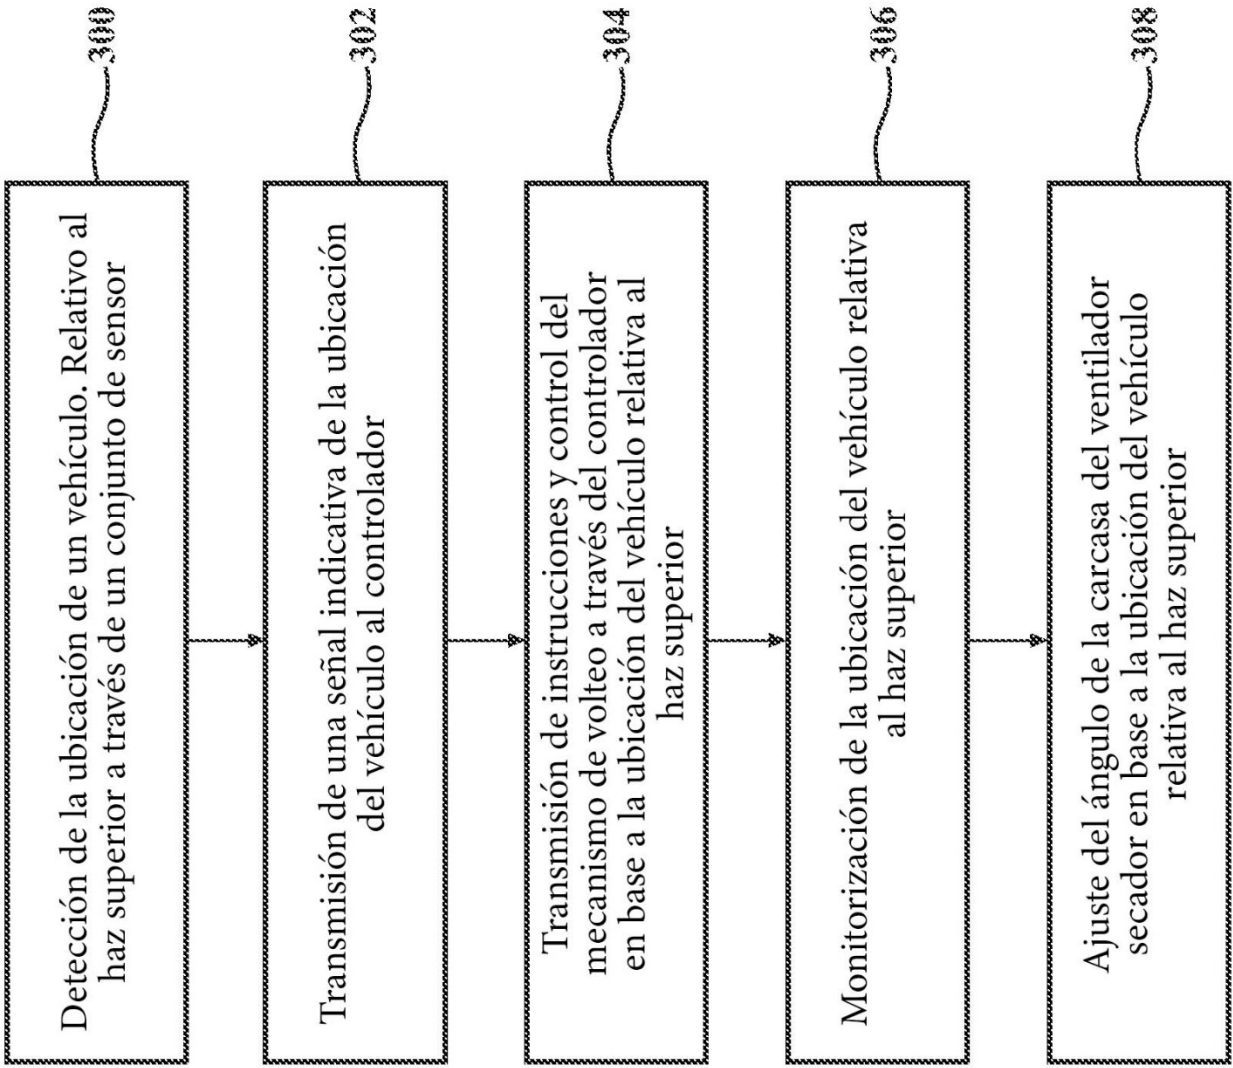 Detección de la ubicación de un vehículo. Relativo al
haz superior a través de un conjunto de sensor
300
Transmisión de una señal indicativa de la ubicación
del vehículo al controlador
302
Transmisión de instrucciones y control del
mecanismo de volteo a través del controlador
en base a la ubicación del vehículo relativa al
haz superior
304
Monitorización de la ubicación del vehículo relativa
al haz superior
306
Ajuste del ángulo de la carcasa del ventilador
secador en base a la ubicación del vehículo
relativa al haz superior
308